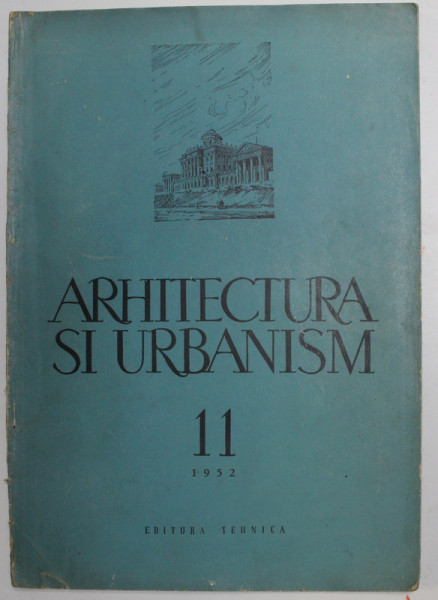 ARHITECTURA
SI URBANISM
11
1952
EDITURA TEHNICA